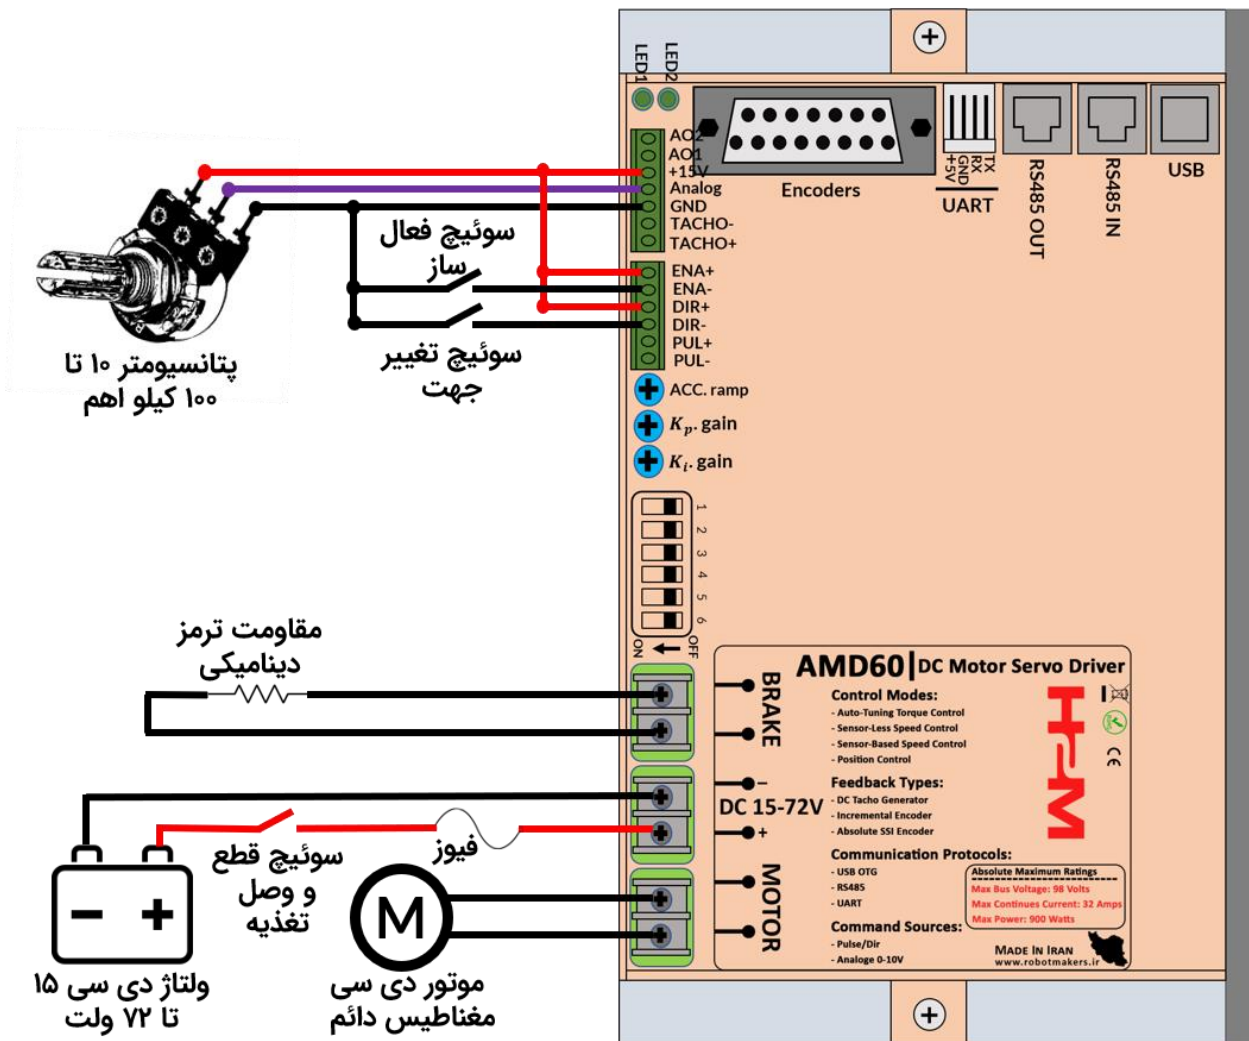 LED1
LED2
AO2
AO1
+15V
Analog
GND
TACHO-
TACHO+
ENA+
ENA-
DIR+
DIR-
PUL+
PUL-
ACC. ramp
Kp. gain
Ki. gain
Encoders
TX
RX
GND
+5V
UART
RS485 OUT
RS485 IN
USB
سوئیچ فعال
ساز
سوئیچ تغییر
جهت
پتانسیومتر ۱۰ تا
۱۰۰ کیلو اهم
1
2
3
4
5
6
ON
OFF
مقاومت ترمز
دینامیکی
BRAKE
DC 15-72V
−
+
MOTOR
فیوز
سوئیچ قطع
و وصل
تغذیه
− +
M
ولتاژ دی سی ۱۵
تا ۷۲ ولت
موتور دی سی
مغناطیس دائم
AMD60|DC Motor Servo Driver
Control Modes:
- Auto-Tuning Torque Control
- Sensor-Less Speed Control
- Sensor-Based Speed Control
- Position Control
Feedback Types:
- DC Tacho Generator
- Incremental Encoder
- Absolute SSI Encoder
Communication Protocols:
- USB OTG
- RS485
- UART
Command Sources:
- Pulse/Dir
- Analoge 0-10V
CE
Absolute Maximum Ratings
Max Bus Voltage: 98 Volts
Max Continues Current: 32 Amps
Max Power: 900 Watts
MADE IN IRAN
www.robotmakers.ir